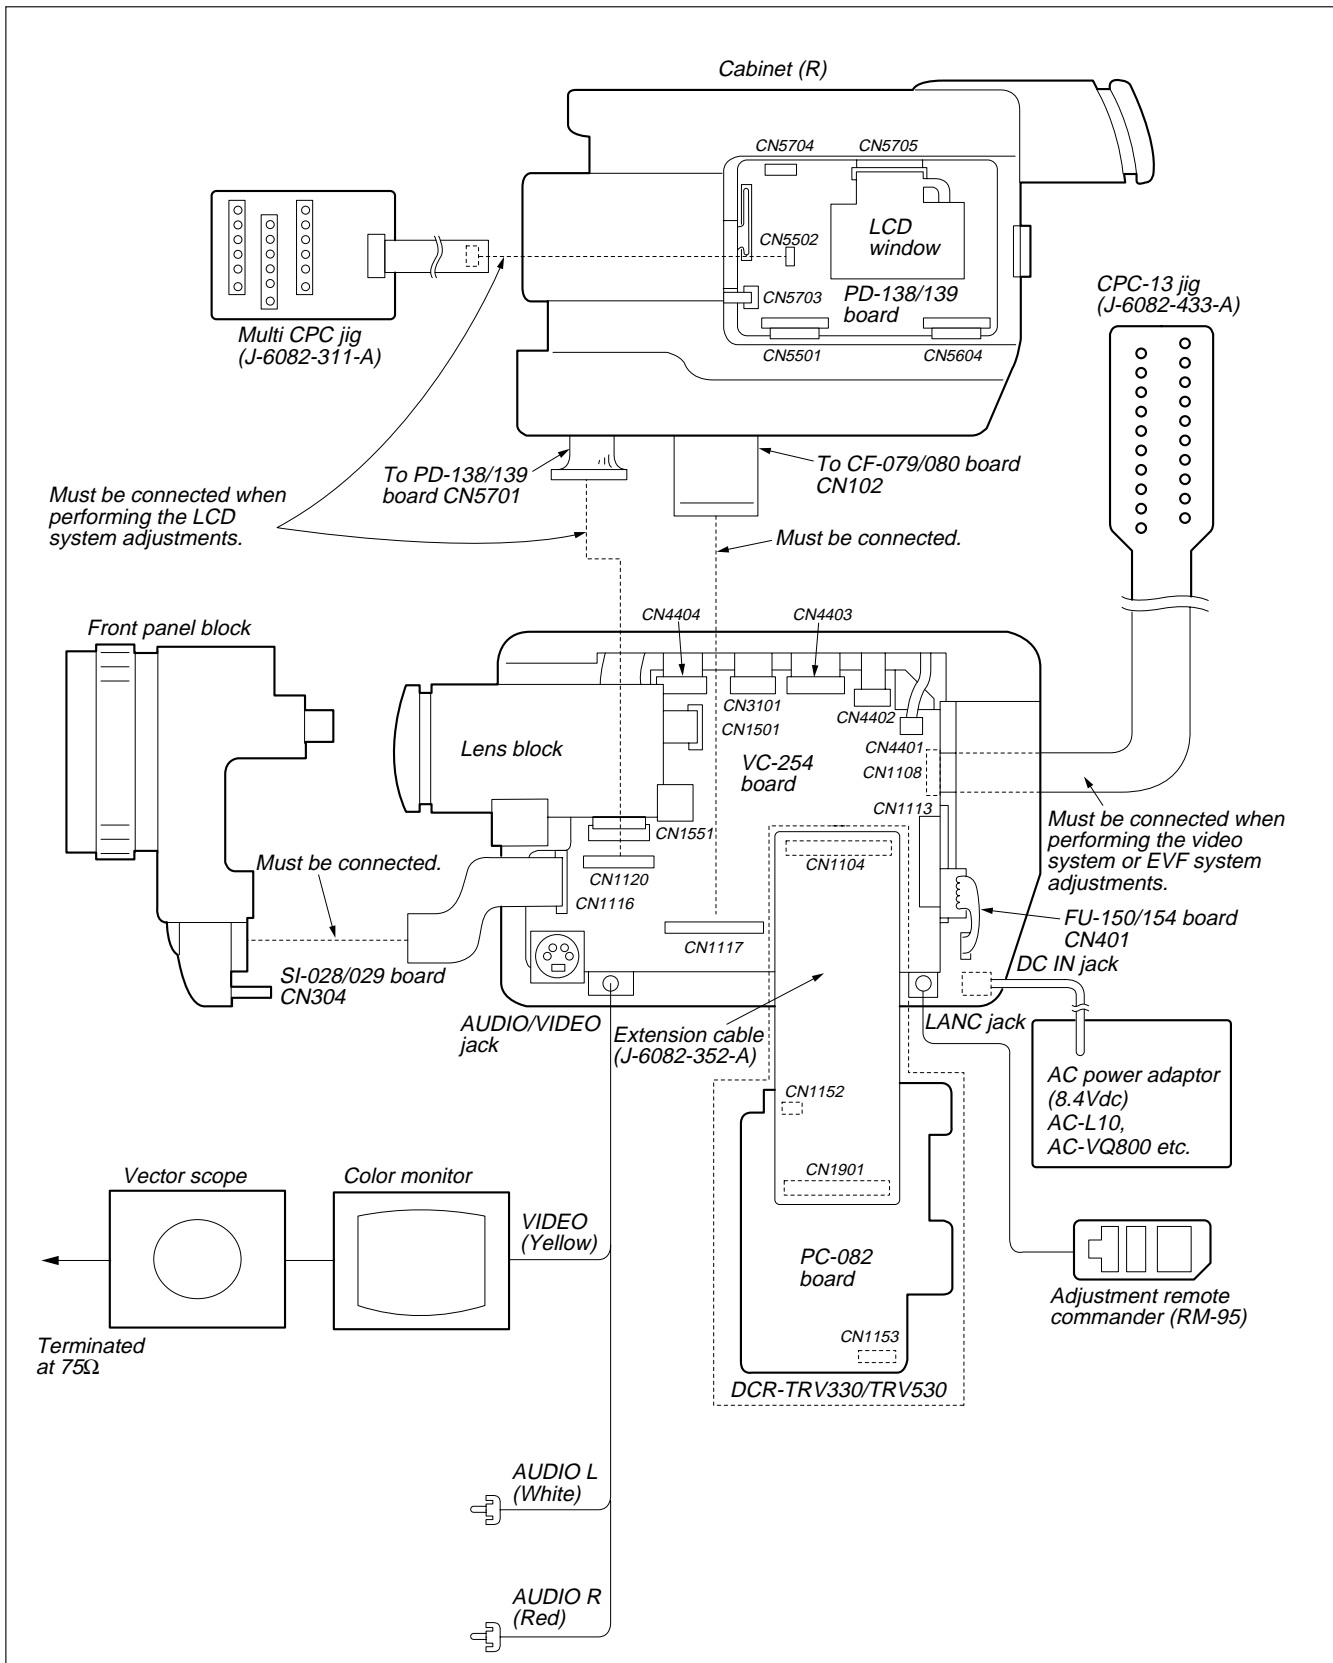 Cabinet (R)
CN5704
CN5705
LCD
window
CN5502
CN5703
PD-138/139
board
CN5501
CN5604
Multi CPC jig
(J-6082-311-A)
CPC-13 jig
(J-6082-433-A)
To PD-138/139
board CN5701
To CF-079/080 board
CN102
Must be connected when
performing the LCD
system adjustments.
Must be connected.
Front panel block
CN4404
CN4403
CN3101
CN1501
CN4402
CN4401
CN1108
Lens block
VC-254
board
CN1113
CN1551
Must be connected when
performing the video
system or EVF system
adjustments.
Must be connected.
CN1120
CN1104
CN1116
CN1117
FU-150/154 board
CN401
SI-028/029 board
CN304
DC IN jack
AUDIO/VIDEO
jack
Extension cable
(J-6082-352-A)
LANC jack
AC power adaptor
(8.4Vdc)
AC-L10,
AC-VQ800 etc.
CN1152
CN1901
Vector scope
Color monitor
VIDEO
(Yellow)
PC-082
board
Adjustment remote
commander (RM-95)
Terminated
at 75Ω
CN1153
DCR-TRV330/TRV530
AUDIO L
(White)
AUDIO R
(Red)